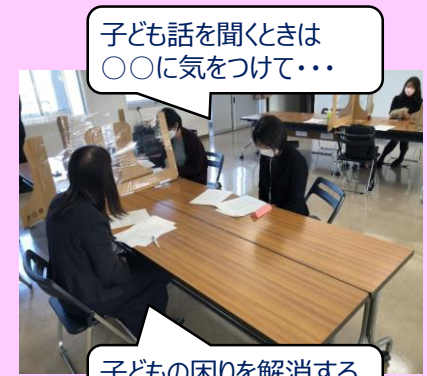 子ども話を聞くときは
○○に気をつけて・・・
子どもの困りを解消する